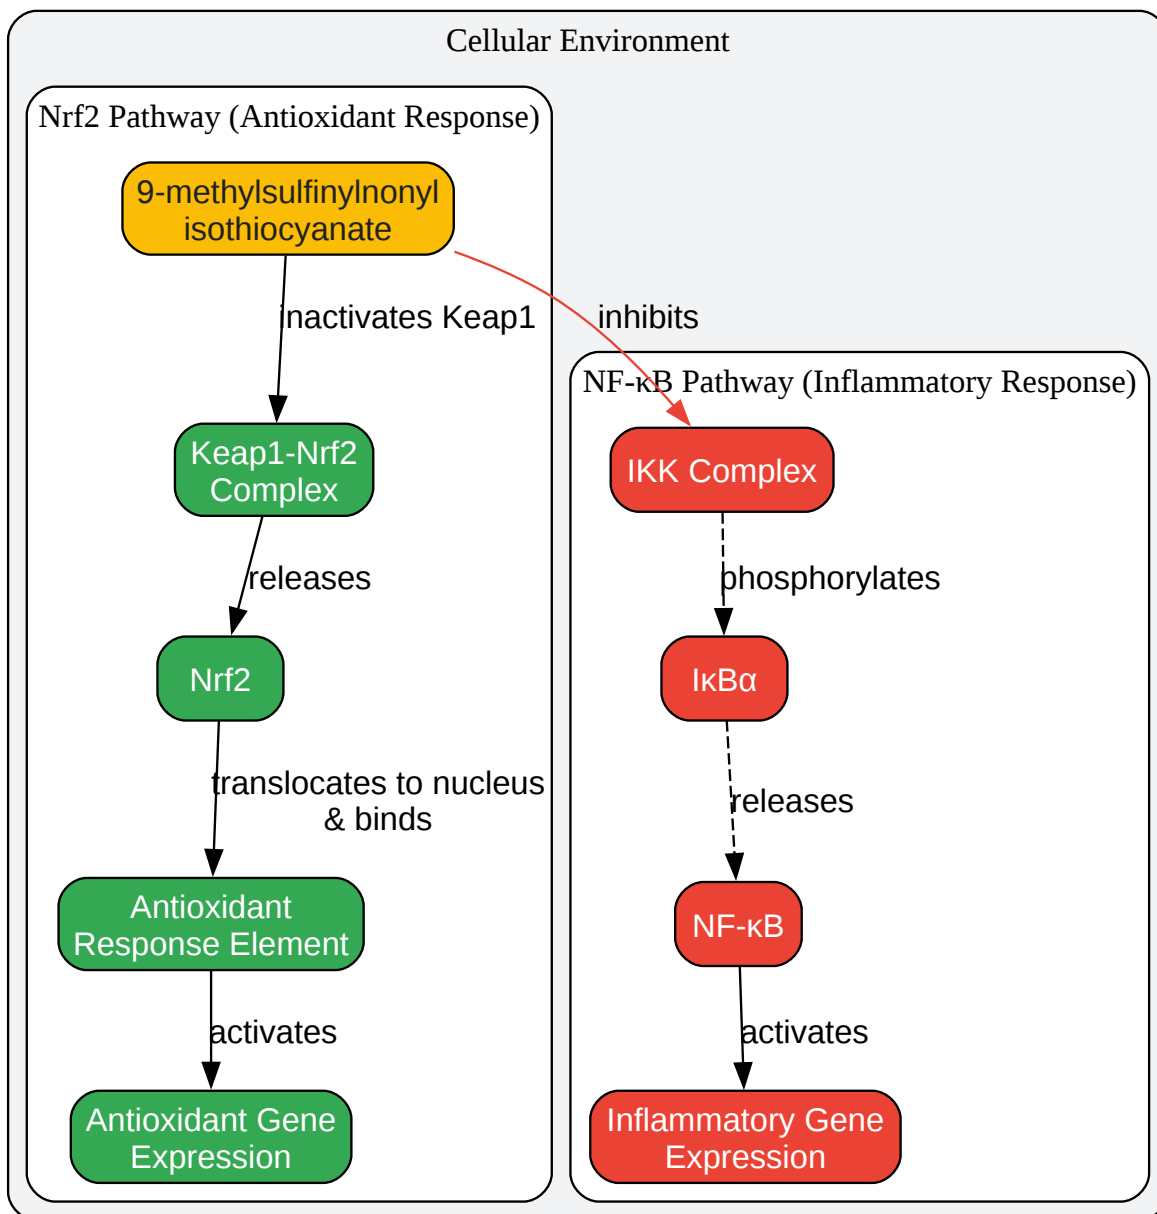 Cellular Environment
Nrf2 Pathway (Antioxidant Response)
9-methylsulfinylnonyl
isothiocyanate
inactivates Keap1
inhibits
NF-κB Pathway (Inflammatory Response)
Keap1-Nrf2
Complex
IKK Complex
releases
phosphorylates
Nrf2
IκBα
translocates to nucleus
& binds
releases
Antioxidant
Response Element
NF-κB
activates
activates
Antioxidant Gene
Expression
Inflammatory Gene
Expression